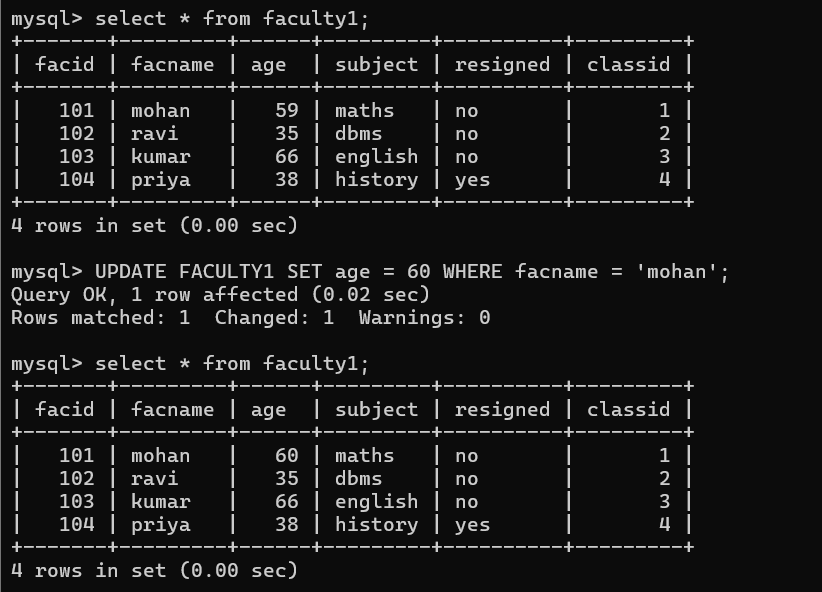 mysql> select * from faculty1;
+-------+---------+------+---------+----------+---------+
| facid | facname | age  | subject | resigned | classid |
+-------+---------+------+---------+----------+---------+
|   101 | mohan   |   59 | maths   | no       |       1 |
|   102 | ravi    |   35 | dbms    | no       |       2 |
|   103 | kumar   |   66 | english | no       |       3 |
|   104 | priya   |   38 | history | yes      |       4 |
+-------+---------+------+---------+----------+---------+
4 rows in set (0.00 sec)

mysql> UPDATE FACULTY1 SET age = 60 WHERE facname = 'mohan';
Query OK, 1 row affected (0.02 sec)
Rows matched: 1  Changed: 1  Warnings: 0

mysql> select * from faculty1;
+-------+---------+------+---------+----------+---------+
| facid | facname | age  | subject | resigned | classid |
+-------+---------+------+---------+----------+---------+
|   101 | mohan   |   60 | maths   | no       |       1 |
|   102 | ravi    |   35 | dbms    | no       |       2 |
|   103 | kumar   |   66 | english | no       |       3 |
|   104 | priya   |   38 | history | yes      |       4 |
+-------+---------+------+---------+----------+---------+
4 rows in set (0.00 sec)